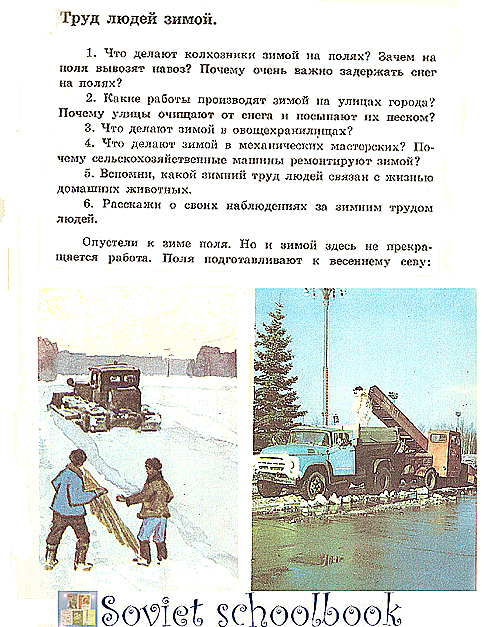 Труд людей зимой.
1. Что делают колхозники зимой на полях? Зачем на
поля вывозят навоз? Почему очень важно задержать снег
на полях?
2. Какие работы производят зимой на улицах города?
Почему улицы очищают от снега и посыпают их песком?
3. Что делают зимой в овощехранилищах?
4. Что делают зимой в механических мастерских? По-
чему сельскохозяйственные машины ремонтируют зимой?
5. Вспомни, какой зимний труд людей связан с жизнью
домашних животных.
6. Расскажи о своих наблюдениях за зимним трудом
людей.
Опустели к зиме поля. Но и зимой здесь не прекра-
щается работа. Поля подготавливают к весеннему севу:
Soviet schoolbook